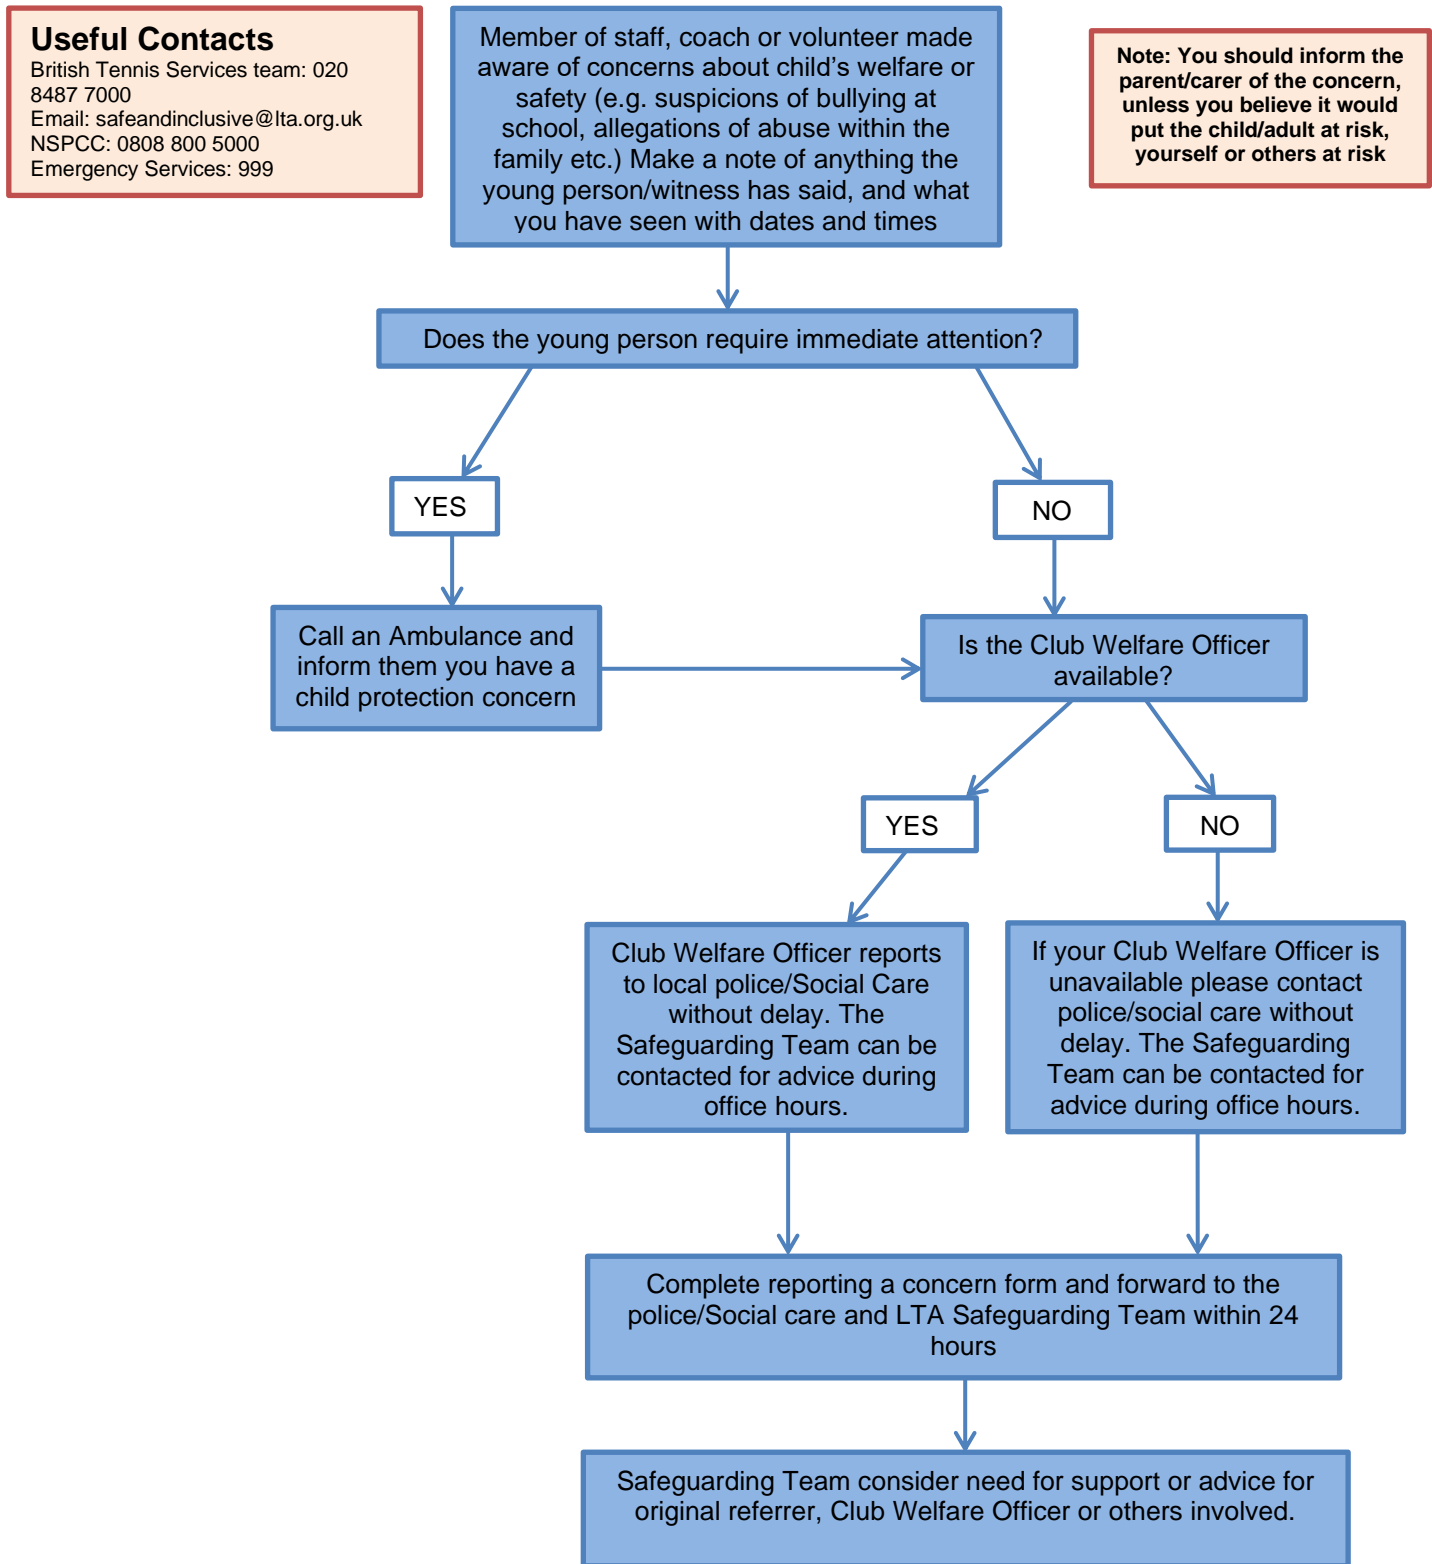 Useful Contacts
British Tennis Services team: 020
8487 7000
Email: safeandinclusive@lta.org.uk
NSPCC: 0808 800 5000
Emergency Services: 999
Member of staff, coach or volunteer made
aware of concerns about child's welfare or
safety (e.g. suspicions of bullying at
school, allegations of abuse within the
family etc.) Make a note of anything the
young person/witness has said, and what
you have seen with dates and times
Note: You should inform the
parent/carer of the concern,
unless you believe it would
put the child/adult at risk,
yourself or others at risk
Does the young person require immediate attention?
YES
NO
Call an Ambulance and
inform them you have a
child protection concern
Is the Club Welfare Officer
available?
YES
NO
Club Welfare Officer reports
to local police/Social Care
without delay. The
Safeguarding Team can be
contacted for advice during
office hours.
If your Club Welfare Officer is
unavailable please contact
police/social care without
delay. The Safeguarding
Team can be contacted for
advice during office hours.
Complete reporting a concern form and forward to the
police/Social care and LTA Safeguarding Team within 24
hours
Safeguarding Team consider need for support or advice for
original referrer, Club Welfare Officer or others involved.